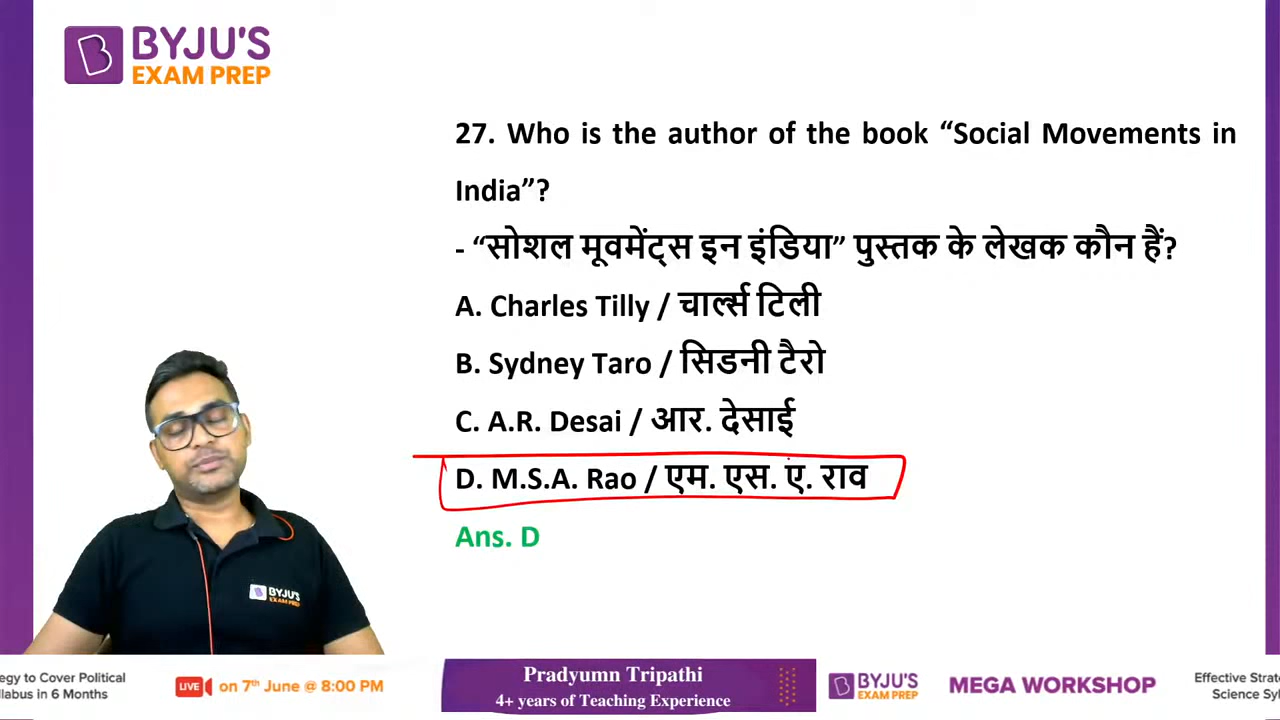 BYJU'S
EXAM PREP
27. Who is the author of the book “Social Movements in
India”?
- “सोशल मूवमेंट्स इन इंडिया” पुस्तक के लेखक कौन हैं?
A. Charles Tilly / चार्ल्स टिली
B. Sydney Taro / सिडनी टैरो
C. A.R. Desai / आर. देसाई
D. M.S.A. Rao / एम. एस. ए. राव
Ans. D
BYJU'S
EXAM PREP
egy to Cover Political
llabus in 6 Months
LIVE on 7th June @ 8:00 PM
Pradyumn Tripathi
4+ years of Teaching Experience
BYJU'S
EXAM PREP
MEGA WORKSHOP
Effective Strate
Science Syl